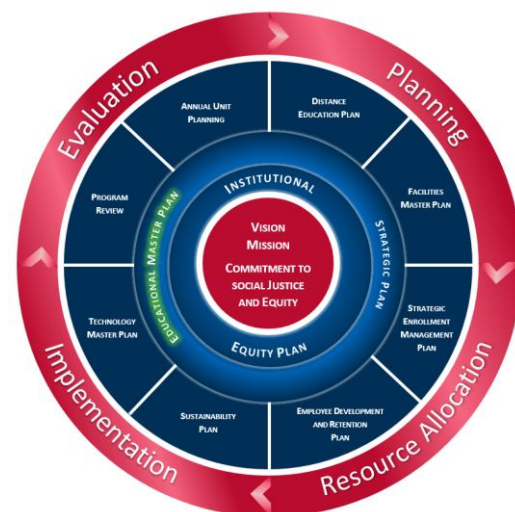 Evaluation
Planning
Resource Allocation
Implementation
ANNUAL UNIT
PLANNING
DISTANCE
EDUCATION PLAN
FACILITIES
MASTER PLAN
STRATEGIC
ENROLLMENT
MANAGEMENT
PLAN
EMPLOYEE DEVELOPMENT
AND RETENTION
PLAN
SUSTAINABILITY
PLAN
TECHNOLOGY
MASTER PLAN
PROGRAM
REVIEW
EDUCATIONAL MASTER PLAN
STRATEGIC PLAN
INSTITUTIONAL
EQUITY PLAN
VISION
MISSION
COMMITMENT TO
SOCIAL JUSTICE
AND EQUITY